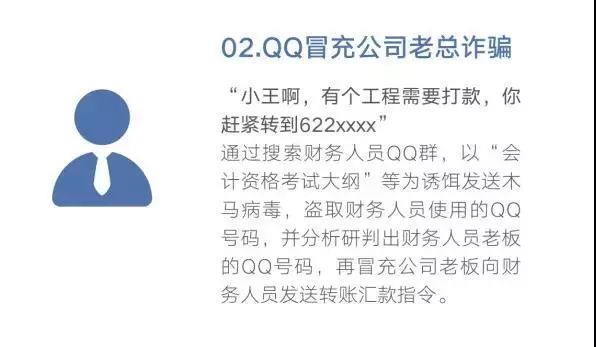 02.QQ冒充公司老总诈骗
“小王啊，有个工程需要打款，你
赶紧转到622xxxx”
通过搜索财务人员QQ群，以“会
计资格考试大纲”等为诱饵发送木
马病毒，盗取财务人员使用的QQ
号码，并分析研判出财务人员老板
的QQ号码，再冒充公司老板向财
务人员发送转账汇款指令。